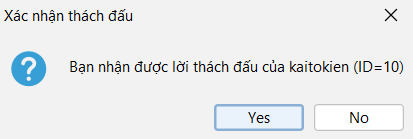 Xác nhận thách đấu
Bạn nhận được lời thách đấu của kaitokien (ID=10)
Yes
No